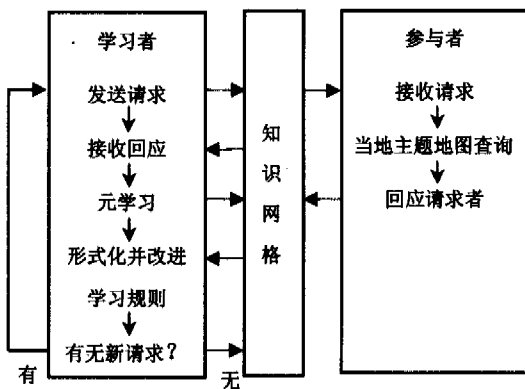 学习者
发送请求
接收回应
元学习
形式化并改进
学习规则
有无新请求？
有
无
知
识
网
格
参与者
接收请求
当地主题地图查询
回应请求者